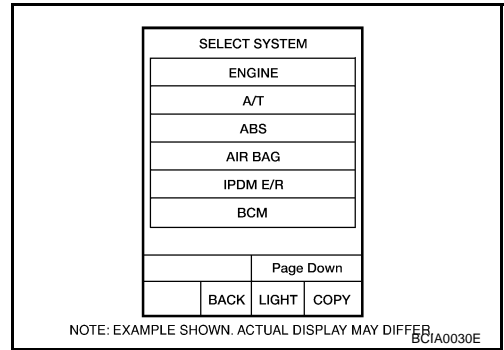 SELECT SYSTEM
ENGINE
A/T
ABS
AIR BAG
IPDM E/R
BCM
Page Down
BACK LIGHT COPY
NOTE: EXAMPLE SHOWN. ACTUAL DISPLAY MAY DIFFER.
BCIA0030E